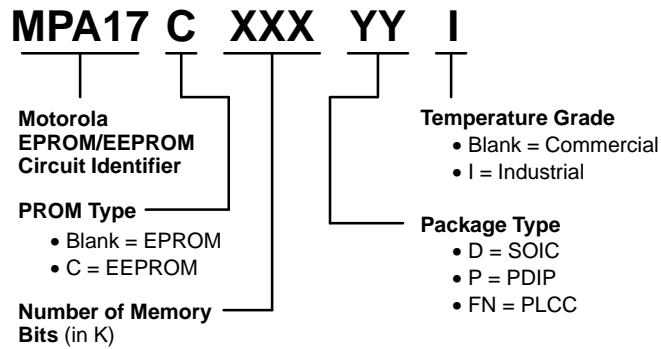 MPA17 C XXX YY I
Motorola
EPROM/EEPROM
Circuit Identifier
PROM Type
• Blank = EPROM
• C = EEPROM
Number of Memory
Bits (in K)
Temperature Grade
• Blank = Commercial
• I = Industrial
Package Type
• D = SOIC
• P = PDIP
• FN = PLCC